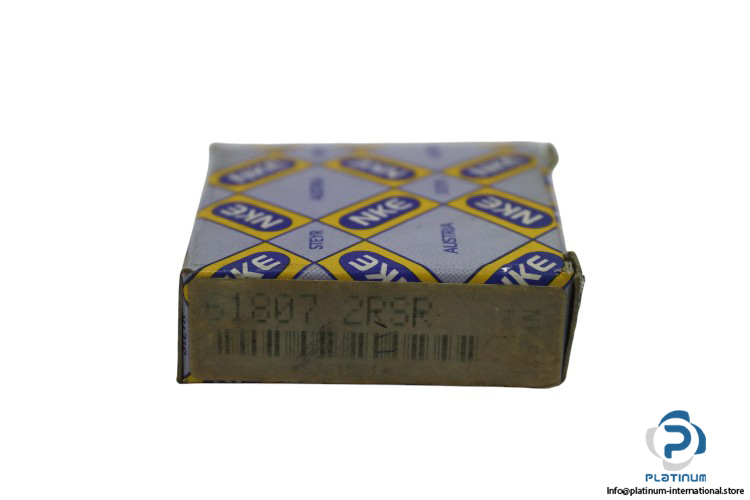 NKE NKE NKE
AUSTRIA STEYR
NKE NKE NKE
STEYR AUSTRIA
NKE NKE NKE
61807 2RSR
PLATINUM
Info@platinum-international.store